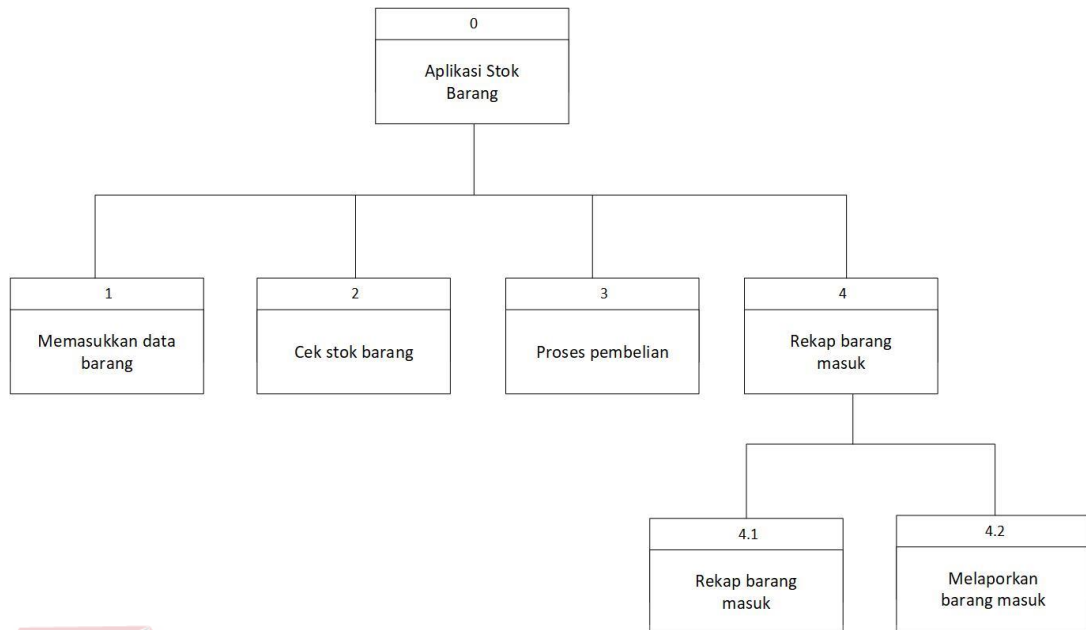 0
Aplikasi Stok
Barang
1
Memasukkan data
barang
2
Cek stok barang
3
Proses pembelian
4
Rekap barang
masuk
4.1
Rekap barang
masuk
4.2
Melaporkan
barang masuk